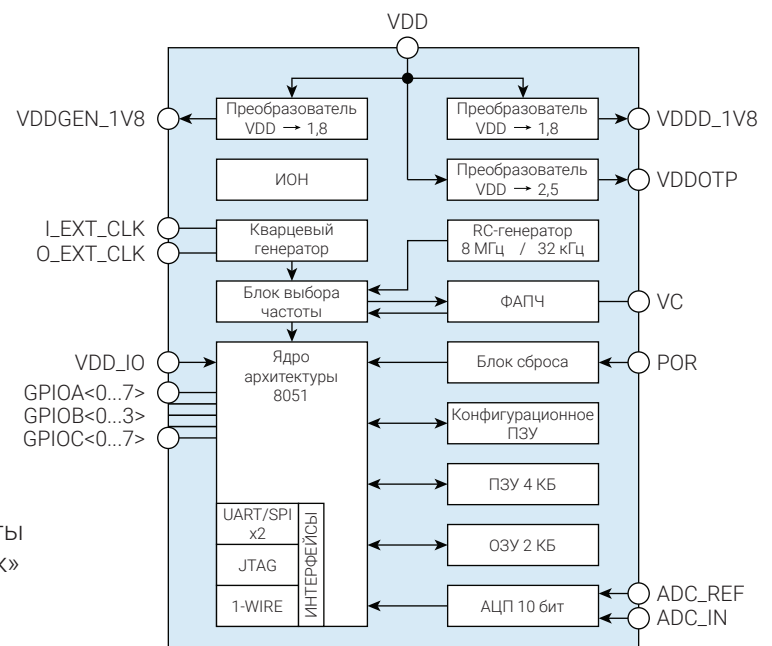 VDD
VDDGEN_1V8
Преобразователь
VDD → 1,8
Преобразователь
VDD → 1,8
VDDD_1V8
ИОН
Преобразователь
VDD → 2,5
VDDOTP
I_EXT_CLK
O_EXT_CLK
Кварцевый
генератор
RC-генератор
8 МГц / 32 кГц
Блок выбора
частоты
ФАПЧ
VC
VDD_IO
Ядро
архитектуры
8051
Блок сброса
POR
GPIOA<0...7>
GPIOB<0...3>
GPIOC<0...7>
Конфигурационное
ПЗУ
ПЗУ 4 КБ
UART/SPI
x2
JTAG
1-WIRE
ИНТЕРФЕЙСЫ
ОЗУ 2 КБ
АЦП 10 бит
ADC_REF
ADC_IN
ты
к»